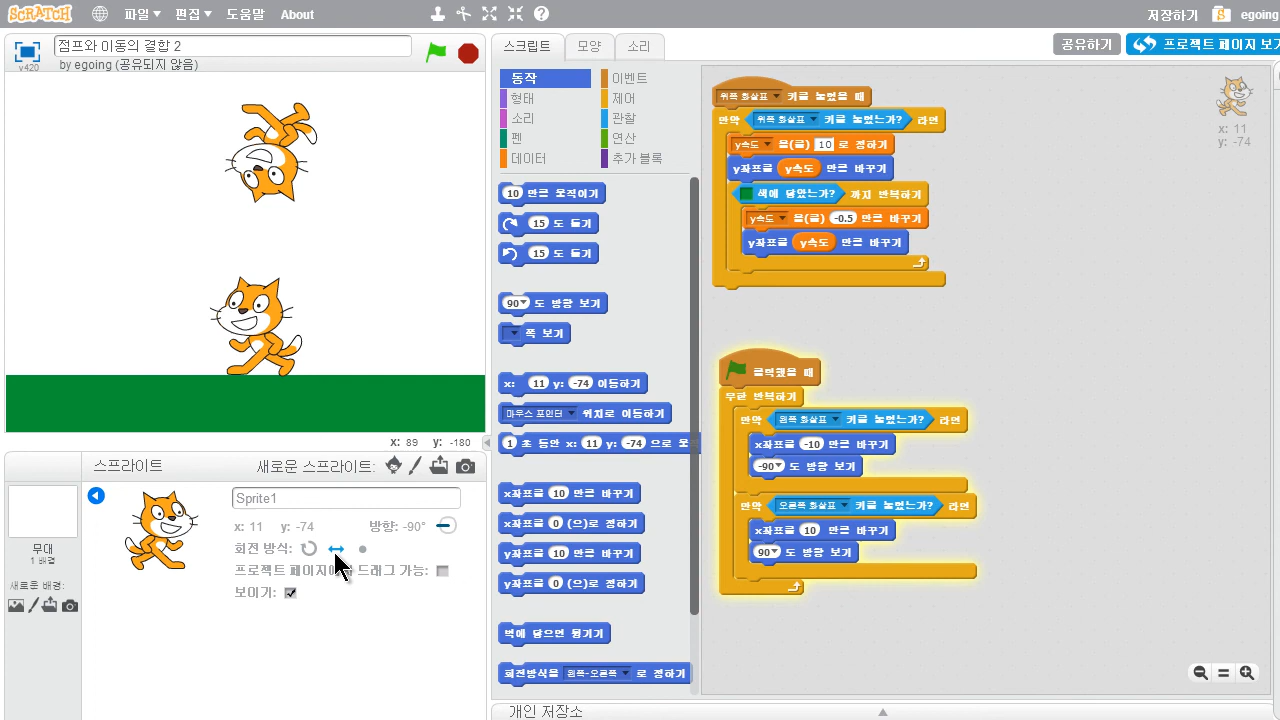 SCRATCH 파일 편집 도움말 About 저장하기 egoing
점프와 이동의 결합 2
v420 by egoing (공유되지 않음)
스크립트 모양 소리 공유하기 프로젝트 페이지 보기
동작 이벤트
형태 제어
소리 관찰
펜 연산
데이터 추가 블록
10 만큼 움직이기
15 도 돌기
15 도 돌기
90 도 방향 보기
쪽 보기
x: 11 y: -74 이동하기
마우스 포인터 위치로 이동하기
1 초 동안 x: 11 y: -74 으로 움
x좌표를 10 만큼 바꾸기
x좌표를 0 (으)로 정하기
y좌표를 10 만큼 바꾸기
y좌표를 0 (으)로 정하기
벽에 닿으면 튕기기
회전방식을 왼쪽-오른쪽 로 정하기
위쪽 화살표 키를 눌렀을 때
만약 위쪽 화살표 키를 눌렀는가? 라면
y속도 을(를) 10 로 정하기
y좌표를 y속도 만큼 바꾸기
색에 닿았는가? 까지 반복하기
y속도 을(를) -0.5 만큼 바꾸기
y좌표를 y속도 만큼 바꾸기
x: 11
y: -74
클릭했을 때
무한 반복하기
만약 왼쪽 화살표 키를 눌렀는가? 라면
x좌표를 -10 만큼 바꾸기
-90 도 방향 보기
만약 오른쪽 화살표 키를 눌렀는가? 라면
x좌표를 10 만큼 바꾸기
90 도 방향 보기
x: 89 y: -180
스프라이트 새로운 스프라이트:
무대
1 배경
새로운 배경:
Sprite1
x: 11 y: -74 방향: -90°
회전 방식:
프로젝트 페이지에 드래그 가능:
보이기:
개인 저장소